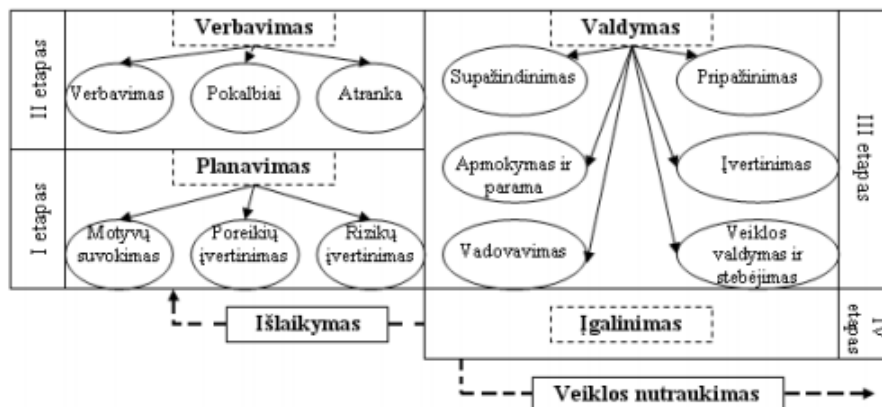 II etapas
Verbavimas
Verbavimas
Pokalbiai
Atranka
I etapas
Planavimas
Motyvų
suvokimas
Poreikių
įvertinimas
Rizikų
įvertinimas
Valdymas
Supažindinimas
Pripažinimas
Apmokymas ir
parama
Įvertinimas
Vadovavimas
Veiklos
valdymas ir
stebėjimas
III etapas
Išlaikymas
Įgalinimas
IV
etapas
Veiklos nutraukimas